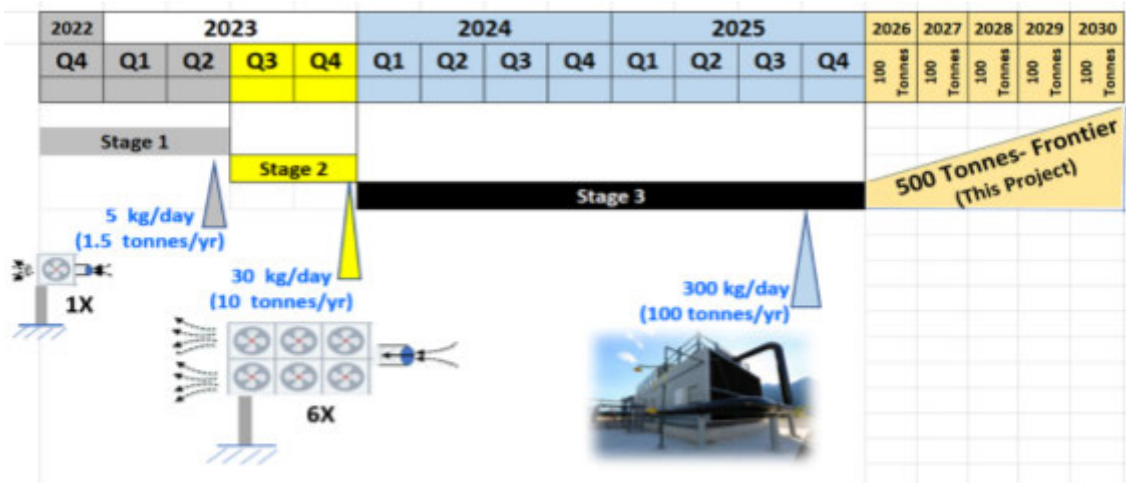 2022 2023 2024 2025 2026 2027 2028 2029 2030
Q4 Q1 Q2 Q3 Q4 Q1 Q2 Q3 Q4 Q1 Q2 Q3 Q4
100 Tonnes 100 Tonnes 100 Tonnes 100 Tonnes 100 Tonnes
Stage 1
Stage 2
Stage 3
500 Tonnes- Frontier
(This Project)
5 kg/day
(1.5 tonnes/yr)
1X
30 kg/day
(10 tonnes/yr)
6X
300 kg/day
(100 tonnes/yr)